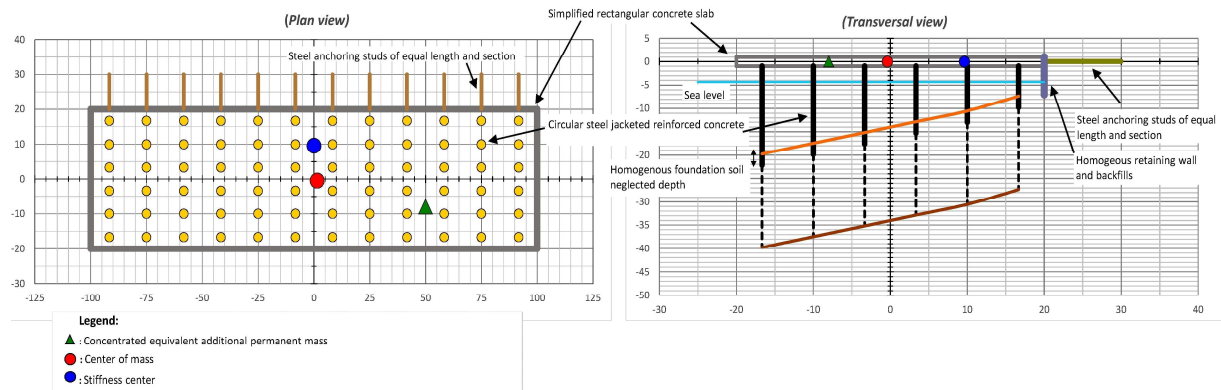 (Plan view)
Simplified rectangular concrete slab
(Transversal view)
Steel anchoring studs of equal length and section
Circular steel jacketed reinforced concrete
Sea level
Homogenous foundation soil
neglected depth
Steel anchoring studs of equal
length and section
Homogeous retaining wall
and backfills
40
30
20
10
0
-10
-20
-30
-125
-100
-75
-50
-25
0
25
50
75
100
125
5
0
-5
-10
-15
-20
-25
-30
-35
-40
-45
-50
-30
-20
-10
0
10
20
30
40
Legend:
: Concentrated equivalent additional permanent mass
: Center of mass
: Stiffness center